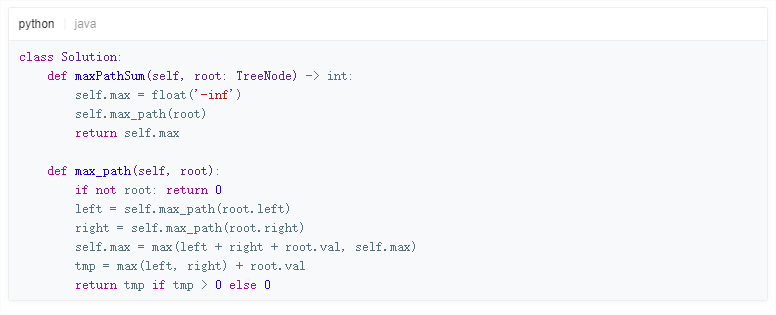 python | java
class Solution:
    def maxPathSum(self, root: TreeNode) -> int:
        self.max = float('-inf')
        self.max_path(root)
        return self.max

    def max_path(self, root):
        if not root: return 0
        left = self.max_path(root.left)
        right = self.max_path(root.right)
        self.max = max(left + right + root.val, self.max)
        tmp = max(left, right) + root.val
        return tmp if tmp > 0 else 0